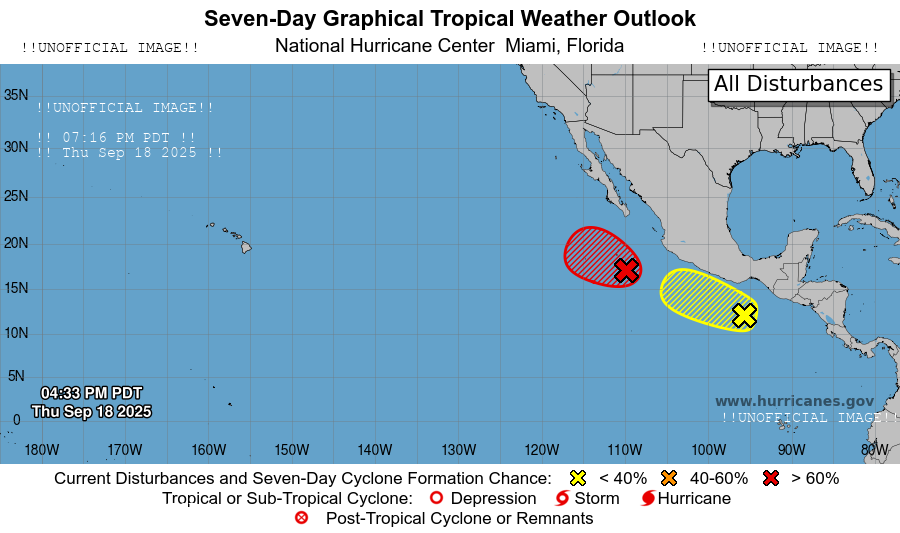 Seven-Day Graphical Tropical Weather Outlook
National Hurricane Center  Miami, Florida
!!UNOFFICIAL IMAGE!!
!!UNOFFICIAL IMAGE!!
All Disturbances
!!UNOFFICIAL IMAGE!!
!! 07:16 PM PDT !!
!! Thu Sep 18 2025 !!
35N
30N
25N
20N
15N
10N
5N
0
04:33 PM PDT
Thu Sep 18 2025
www.hurricanes.gov
!!UNOFFICIAL IMAGE!!
180W 170W 160W 150W 140W 130W 120W 110W 100W 90W 80W
Current Disturbances and Seven-Day Cyclone Formation Chance: < 40% 40-60% > 60%
Tropical or Sub-Tropical Cyclone: Depression Storm Hurricane
Post-Tropical Cyclone or Remnants